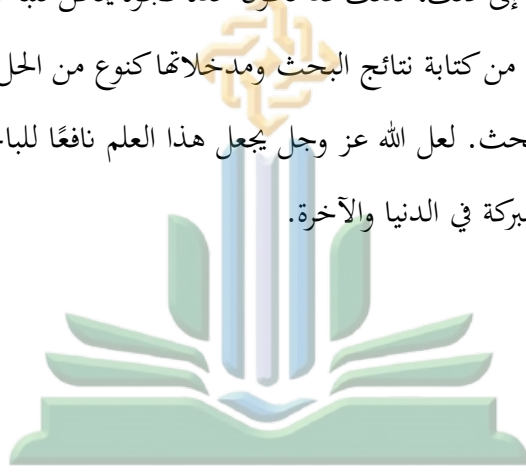 من كتابة نتائج البحث ومدخلاتها كنوع من الحل
حث. لعل الله عز وجل يجعل هذا العلم نافعًا للبا
بركة في الدنيا والآخرة.